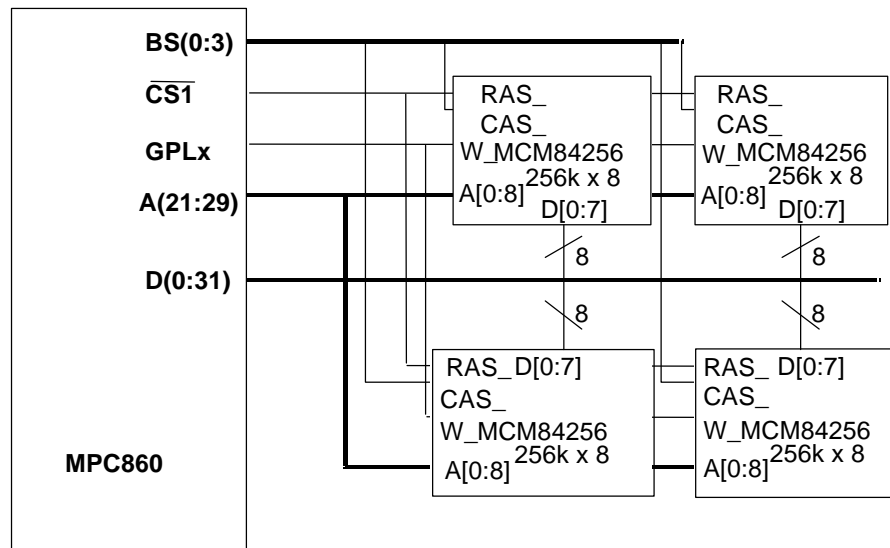 BS(0:3)
CS1
GPLx
A(21:29)
D(0:31)
MPC860
RAS_
CAS_
W_MCM84256
256k x 8
A[0:8]
D[0:7]
8
RAS_
CAS_
W_MCM84256
256k x 8
A[0:8]
D[0:7]
8
8
RAS_ D[0:7]
CAS_
W_MCM84256
256k x 8
A[0:8]
8
RAS_ D[0:7]
CAS_
W_MCM84256
256k x 8
A[0:8]